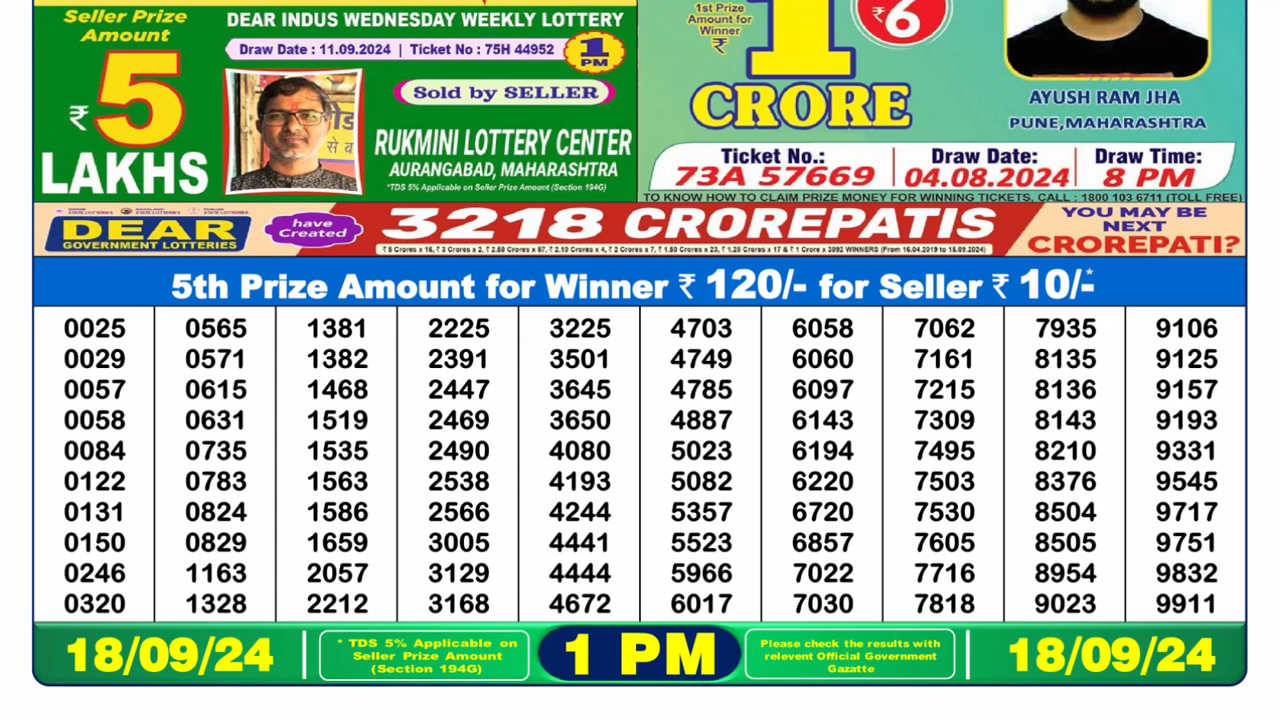 Seller Prize
Amount
₹ 5
LAKHS
DEAR INDUS WEDNESDAY WEEKLY LOTTERY
Draw Date : 11.09.2024 | Ticket No : 75H 44952
1
PM
Sold by SELLER
RUKMINI LOTTERY CENTER
AURANGABAD, MAHARASHTRA
*TDS 5% Applicable on Seller Prize Amount (Section 194G)
1st Prize
Amount for
Winner
₹
1
CRORE
₹6
AYUSH RAM JHA
PUNE,MAHARASHTRA
Ticket No.: Draw Date: Draw Time:
73A 57669 04.08.2024 8 PM
TO KNOW HOW TO CLAIM PRIZE MONEY FOR WINNING TICKETS, CALL : 1800 103 6711 (TOLL FREE)
DEAR
GOVERNMENT LOTTERIES
have
Created
3218 CROREPATIS
YOU MAY BE
NEXT
CROREPATI?
5th Prize Amount for Winner ₹ 120/- for Seller ₹ 10/-*
0025 0565 1381 2225 3225 4703 6058 7062 7935 9106
0029 0571 1382 2391 3501 4749 6060 7161 8135 9125
0057 0615 1468 2447 3645 4785 6097 7215 8136 9157
0058 0631 1519 2469 3650 4887 6143 7309 8143 9193
0084 0735 1535 2490 4080 5023 6194 7495 8210 9331
0122 0783 1563 2538 4193 5082 6220 7503 8376 9545
0131 0824 1586 2566 4244 5357 6720 7530 8504 9717
0150 0829 1659 3005 4441 5523 6857 7605 8505 9751
0246 1163 2057 3129 4444 5966 7022 7716 8954 9832
0320 1328 2212 3168 4672 6017 7030 7818 9023 9911
18/09/24
* TDS 5% Applicable on
Seller Prize Amount
(Section 194G)
1 PM
Please check the results with
relevent Official Government
Gazatte
18/09/24